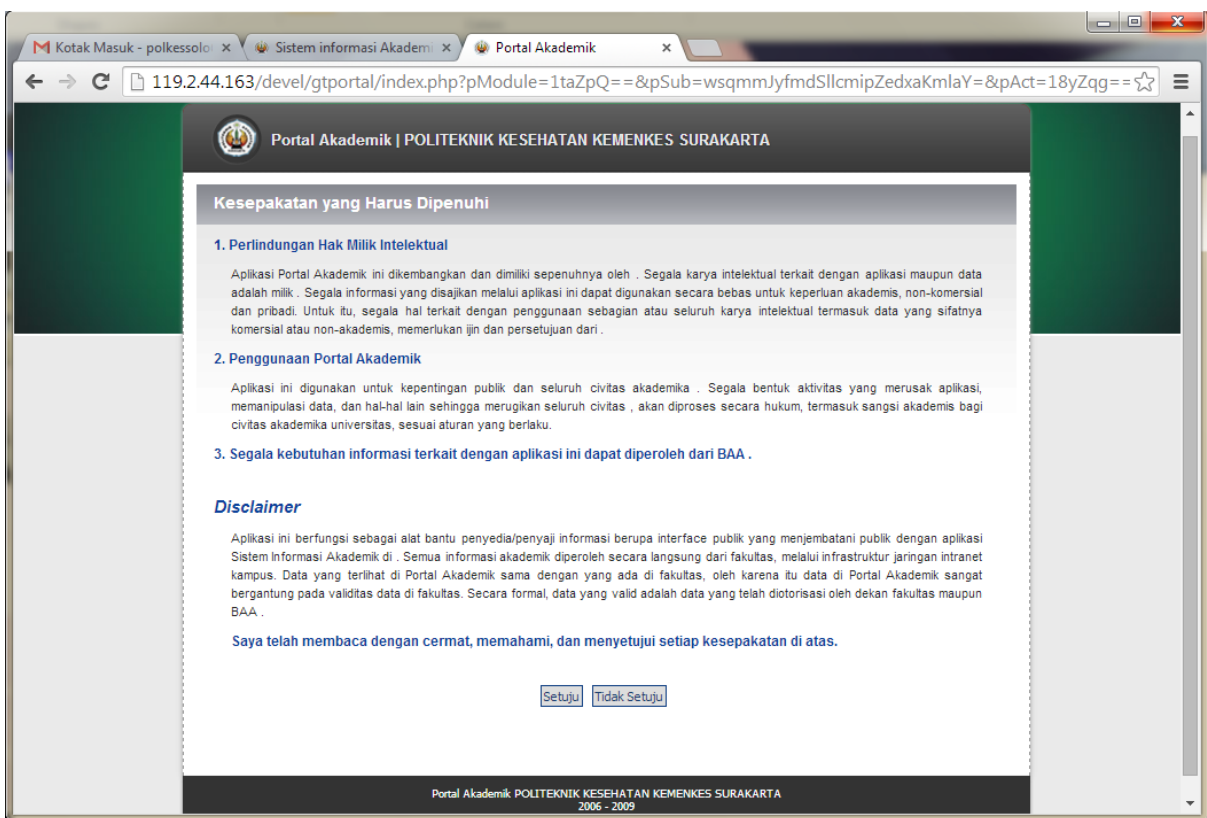 Kotak Masuk - polkessolo
Sistem informasi Akadem
Portal Akademik
119.2.44.163/devel/gtportal/index.php?pModule=1taZpQ==&pSub=wsqmmJyfmdSllcmipZedxaKmlaY=&pAct=18yZqg==
Portal Akademik | POLITEKNIK KESEHATAN KEMENKES SURAKARTA
Kesepakatan yang Harus Dipenuhi
1. Perlindungan Hak Milik Intelektual
Aplikasi Portal Akademik ini dikembangkan dan dimiliki sepenuhnya oleh . Segala karya intelektual terkait dengan aplikasi maupun data
adalah milik . Segala informasi yang disajikan melalui aplikasi ini dapat digunakan secara bebas untuk keperluan akademis, non-komersial
dan pribadi. Untuk itu, segala hal terkait dengan penggunaan sebagian atau seluruh karya intelektual termasuk data yang sifatnya
komersial atau non-akademis, memerlukan ijin dan persetujuan dari .
2. Penggunaan Portal Akademik
Aplikasi ini digunakan untuk kepentingan publik dan seluruh civitas akademika . Segala bentuk aktivitas yang merusak aplikasi,
memanipulasi data, dan hal-hal lain sehingga merugikan seluruh civitas , akan diproses secara hukum, termasuk sangsi akademis bagi
civitas akademika universitas, sesuai aturan yang berlaku.
3. Segala kebutuhan informasi terkait dengan aplikasi ini dapat diperoleh dari BAA .
Disclaimer
Aplikasi ini berfungsi sebagai alat bantu penyedia/penyaji informasi berupa interface publik yang menjembatani publik dengan aplikasi
Sistem Informasi Akademik di . Semua informasi akademik diperoleh secara langsung dari fakultas, melalui infrastruktur jaringan intranet
kampus. Data yang terlihat di Portal Akademik sama dengan yang ada di fakultas, oleh karena itu data di Portal Akademik sangat
bergantung pada validitas data di fakultas. Secara formal, data yang valid adalah data yang telah diotorisasi oleh dekan fakultas maupun
BAA .
Saya telah membaca dengan cermat, memahami, dan menyetujui setiap kesepakatan di atas.
Setuju Tidak Setuju
Portal Akademik POLITEKNIK KESEHATAN KEMENKES SURAKARTA
2006 - 2009